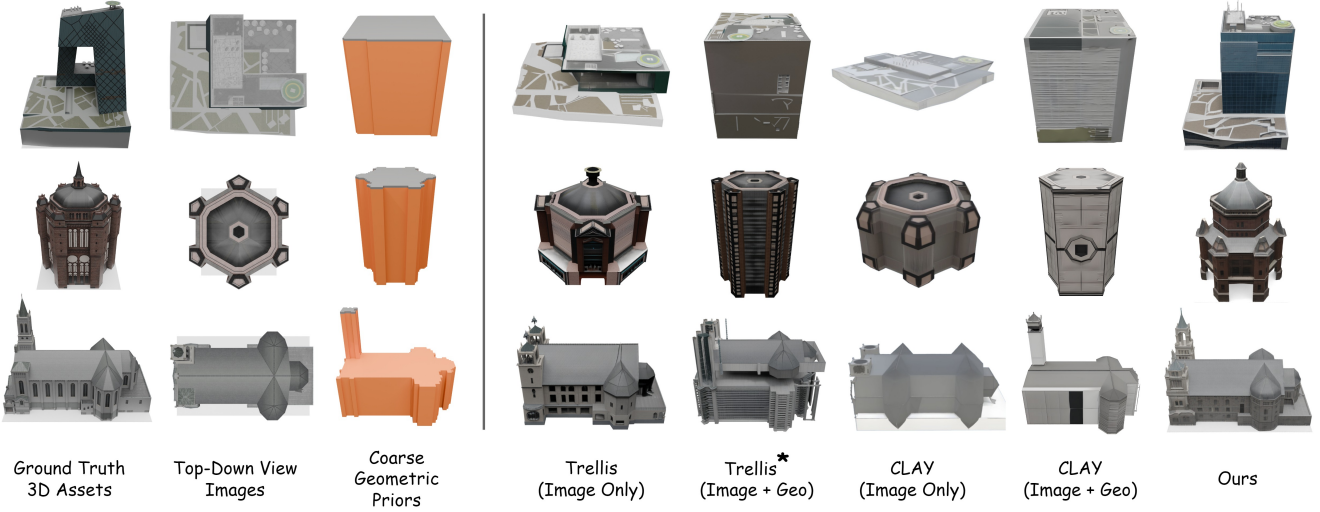 Ground Truth
3D Assets
Top-Down View
Images
Coarse
Geometric
Priors
Trellis
(Image Only)
Trellis*
(Image + Geo)
CLAY
(Image Only)
CLAY
(Image + Geo)
Ours